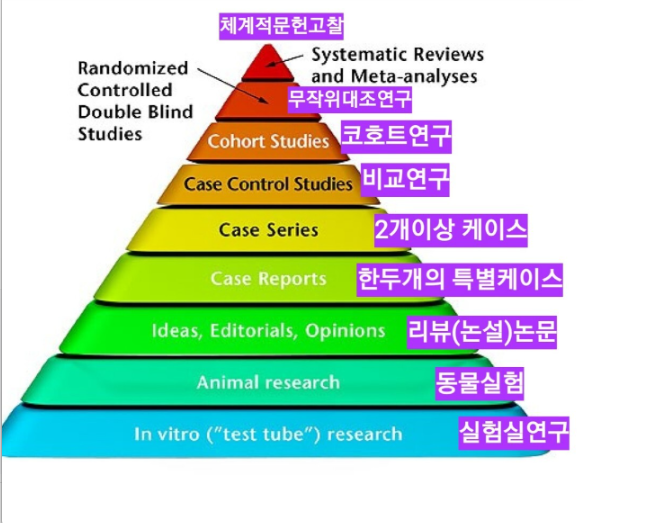 체계적문헌고찰
Systematic Reviews
and Meta-analyses
Randomized
Controlled
Double Blind
Studies
무작위대조연구
Cohort Studies 코호트연구
Case Control Studies 비교연구
Case Series 2개이상 케이스
Case Reports 한두개의 특별케이스
Ideas, Editorials, Opinions 리뷰(논설)논문
Animal research 동물실험
In vitro ("test tube") research 실험실연구